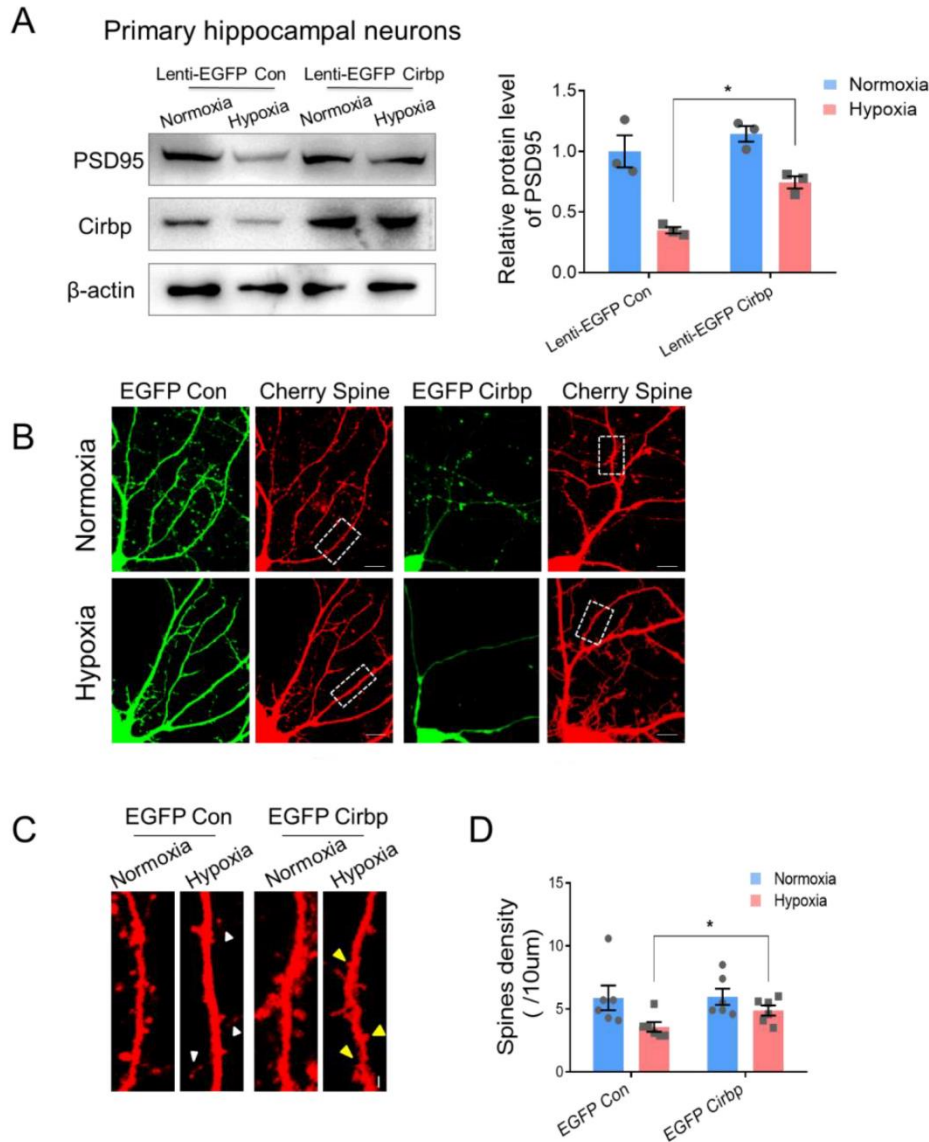 A
Primary hippocampal neurons
Lenti-EGFP Con Lenti-EGFP Cirbp
Normoxia Hypoxia Normoxia Hypoxia
PSD95
Cirbp
β-actin
Relative protein level
of PSD95
1.5
1.0
0.5
0.0
*
Normoxia
Hypoxia
Lenti-EGFP Con
Lenti-EGFP Cirbp
B
EGFP Con Cherry Spine EGFP Cirbp Cherry Spine
Normoxia
Hypoxia
C
EGFP Con EGFP Cirbp
Normoxia Hypoxia Normoxia Hypoxia
D
Spines density
( /10um)
15
10
5
0
*
Normoxia
Hypoxia
EGFP Con
EGFP Cirbp